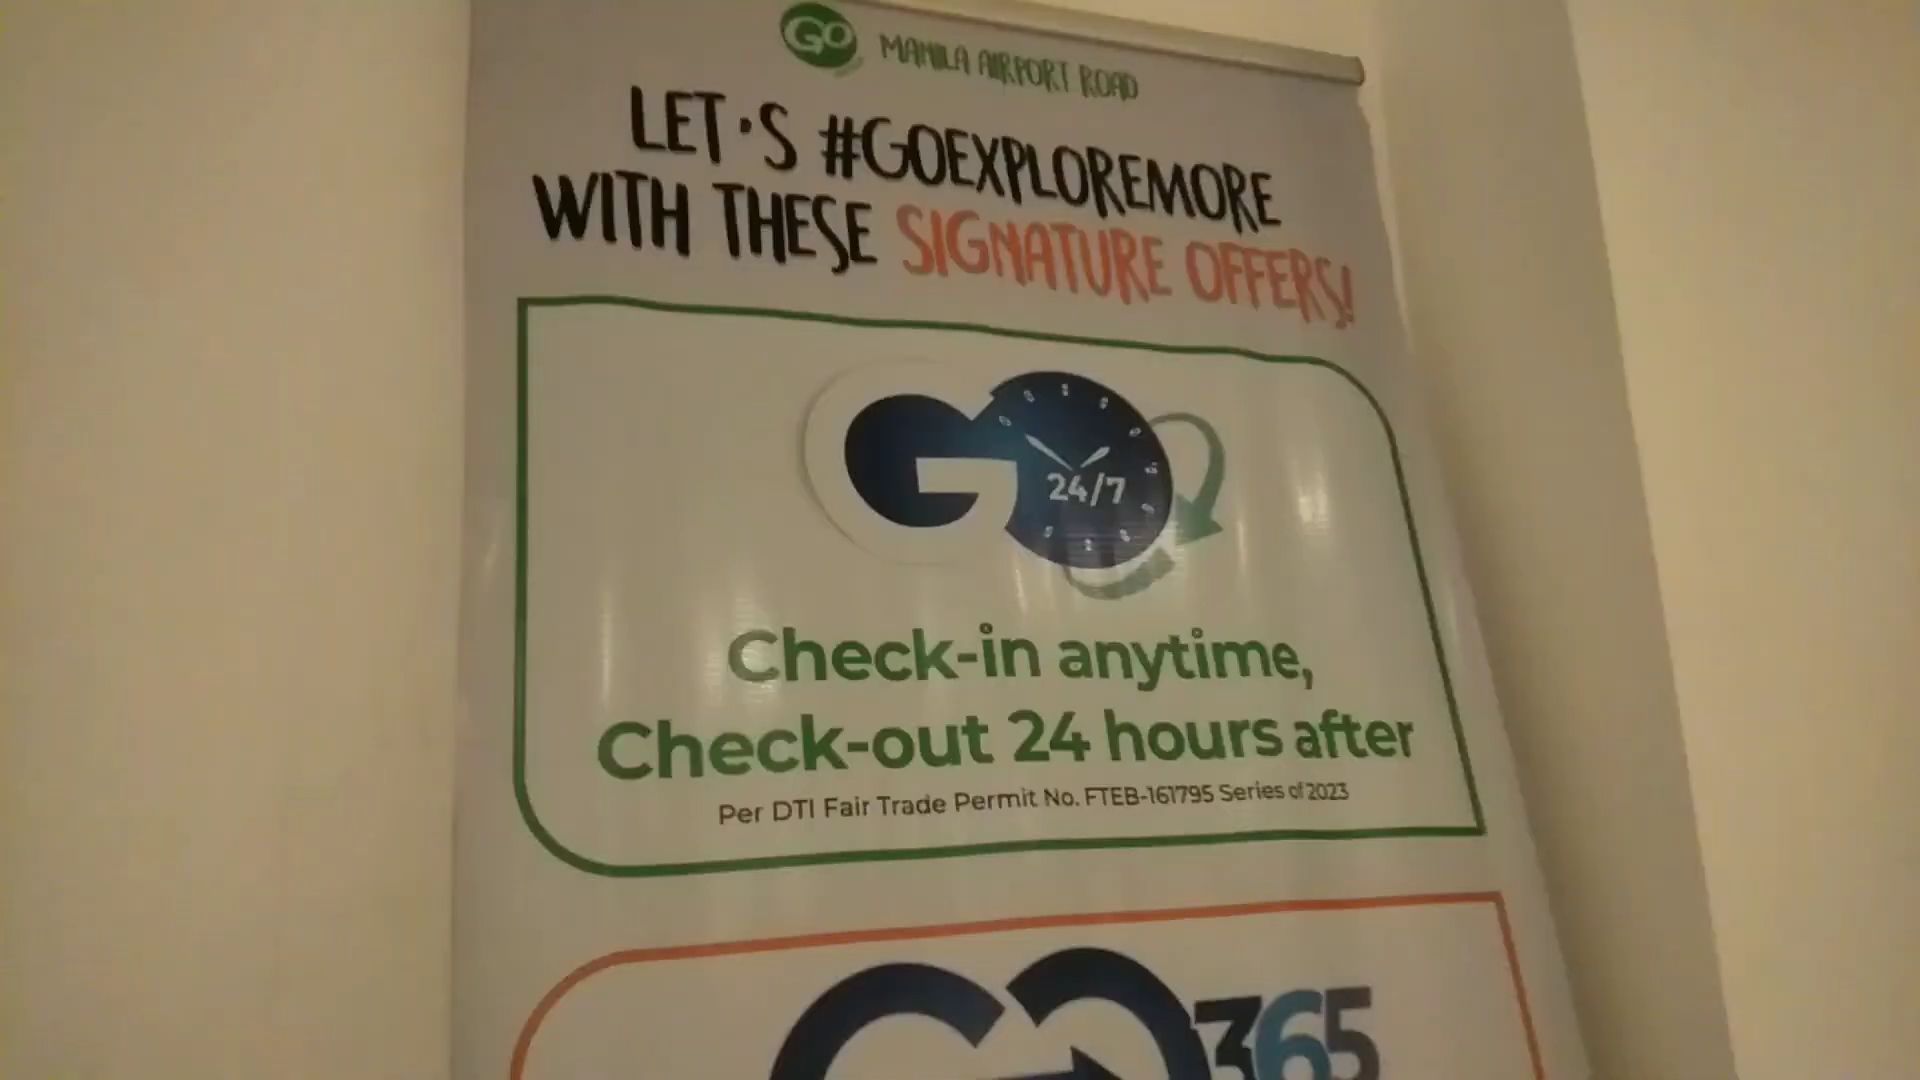 GO
MANILA AIRPORT ROAD
LET'S #GOEXPLOREMORE
WITH THESE SIGNATURE OFFERS!
GO
24/7
Check-in anytime,
Check-out 24 hours after
Per DTI Fair Trade Permit No. FTEB-161795 Series of 2023
GO 365